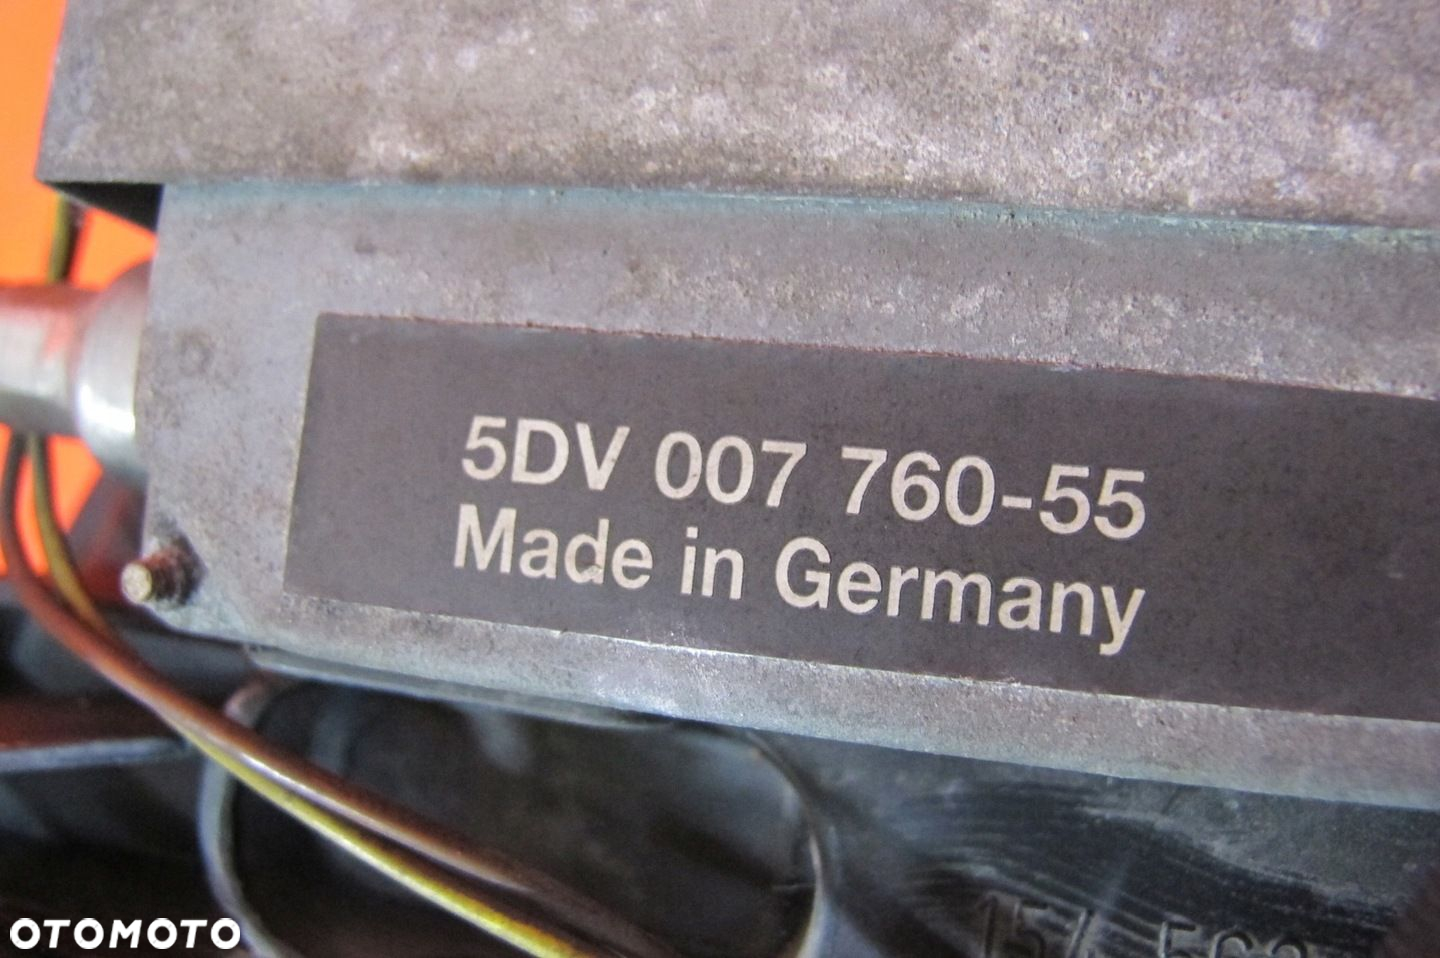 5DV 007 760-55
Made in Germany
OTOMOTO